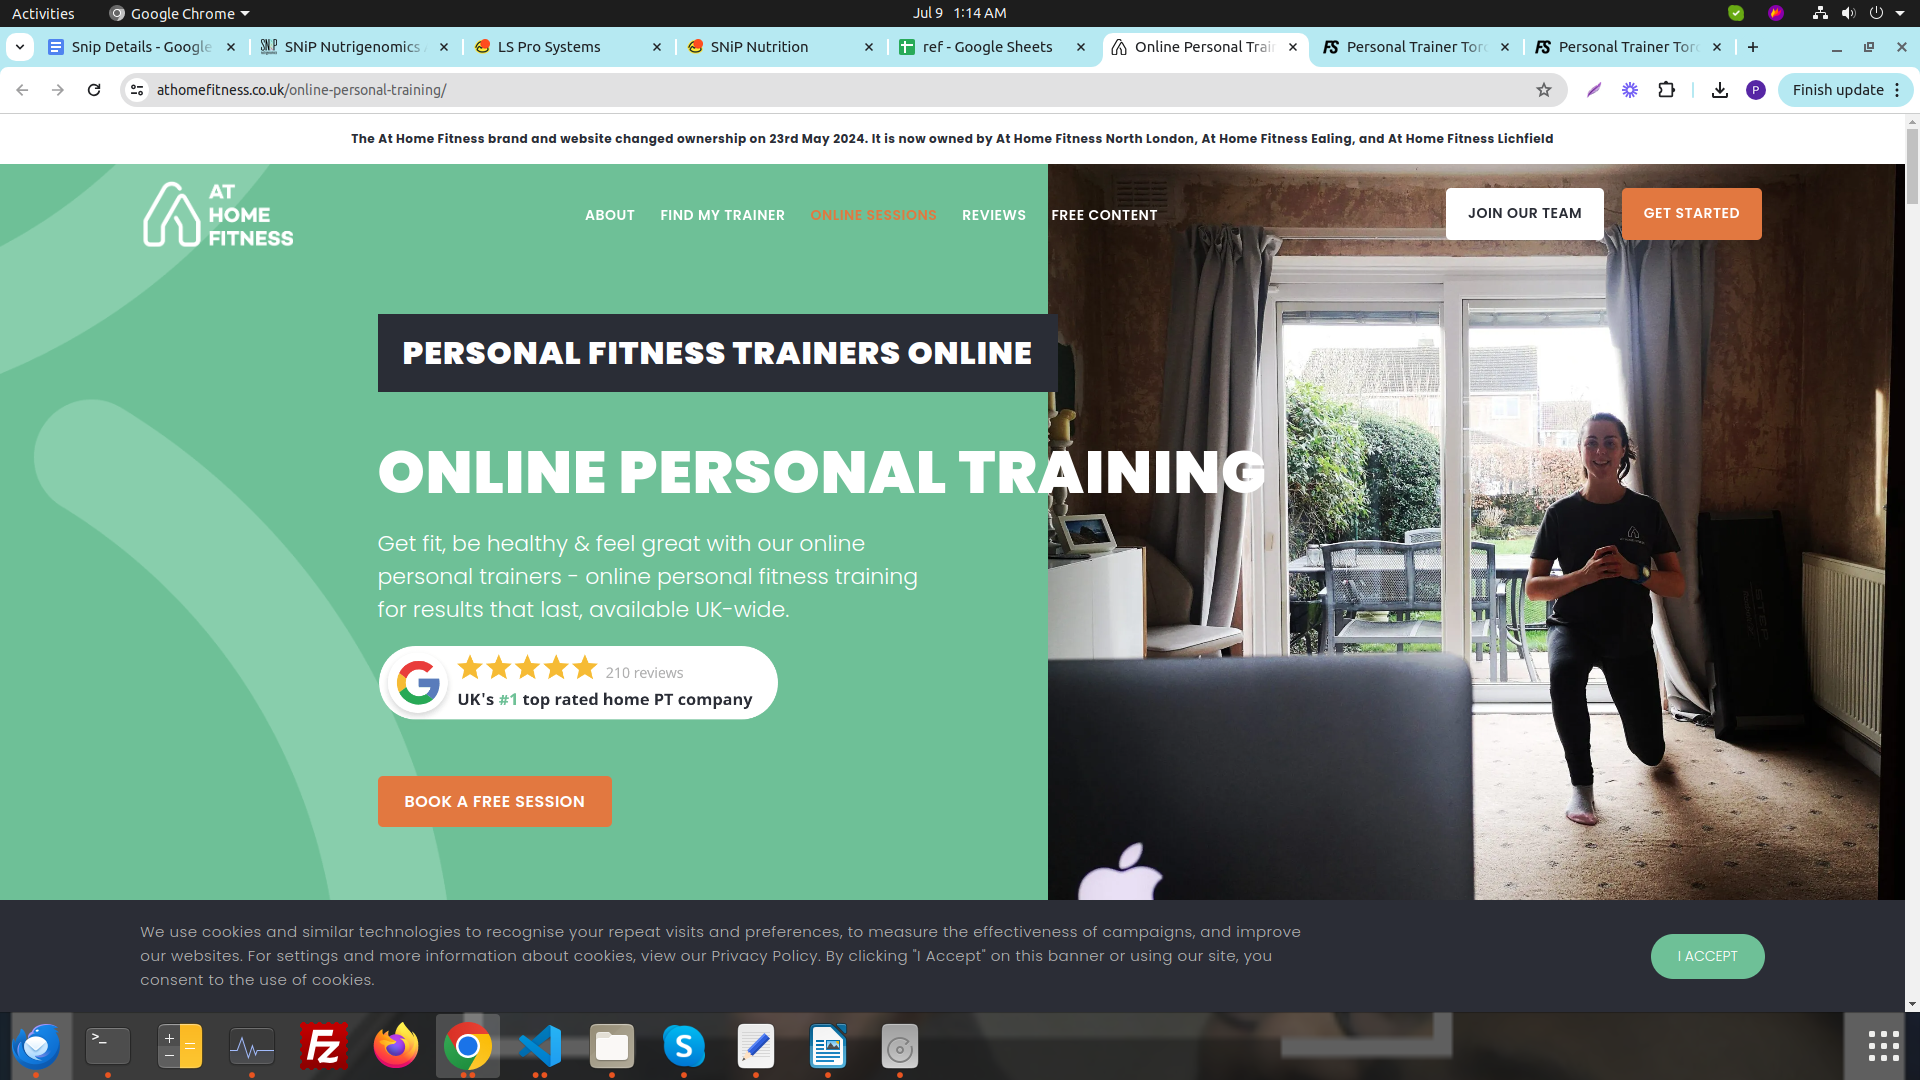 Activities
Google Chrome
Jul 9 1:14 AM
Snip Details - Google
SNiP Nutrigenomics
LS Pro Systems
SNiP Nutrition
ref - Google Sheets
Online Personal Train
Personal Trainer Toro
Personal Trainer Toro
athomefitness.co.uk/online-personal-training/
P
Finish update
The At Home Fitness brand and website changed ownership on 23rd May 2024. It is now owned by At Home Fitness North London, At Home Fitness Ealing, and At Home Fitness Lichfield
AT
HOME
FITNESS
ABOUT
FIND MY TRAINER
ONLINE SESSIONS
REVIEWS
FREE CONTENT
JOIN OUR TEAM
GET STARTED
PERSONAL FITNESS TRAINERS ONLINE
ONLINE PERSONAL TRAINING
Get fit, be healthy & feel great with our online
personal trainers - online personal fitness training
for results that last, available UK-wide.
210 reviews
UK's #1 top rated home PT company
BOOK A FREE SESSION
We use cookies and similar technologies to recognise your repeat visits and preferences, to measure the effectiveness of campaigns, and improve
our websites. For settings and more information about cookies, view our Privacy Policy. By clicking "I Accept" on this banner or using our site, you
consent to the use of cookies.
I ACCEPT